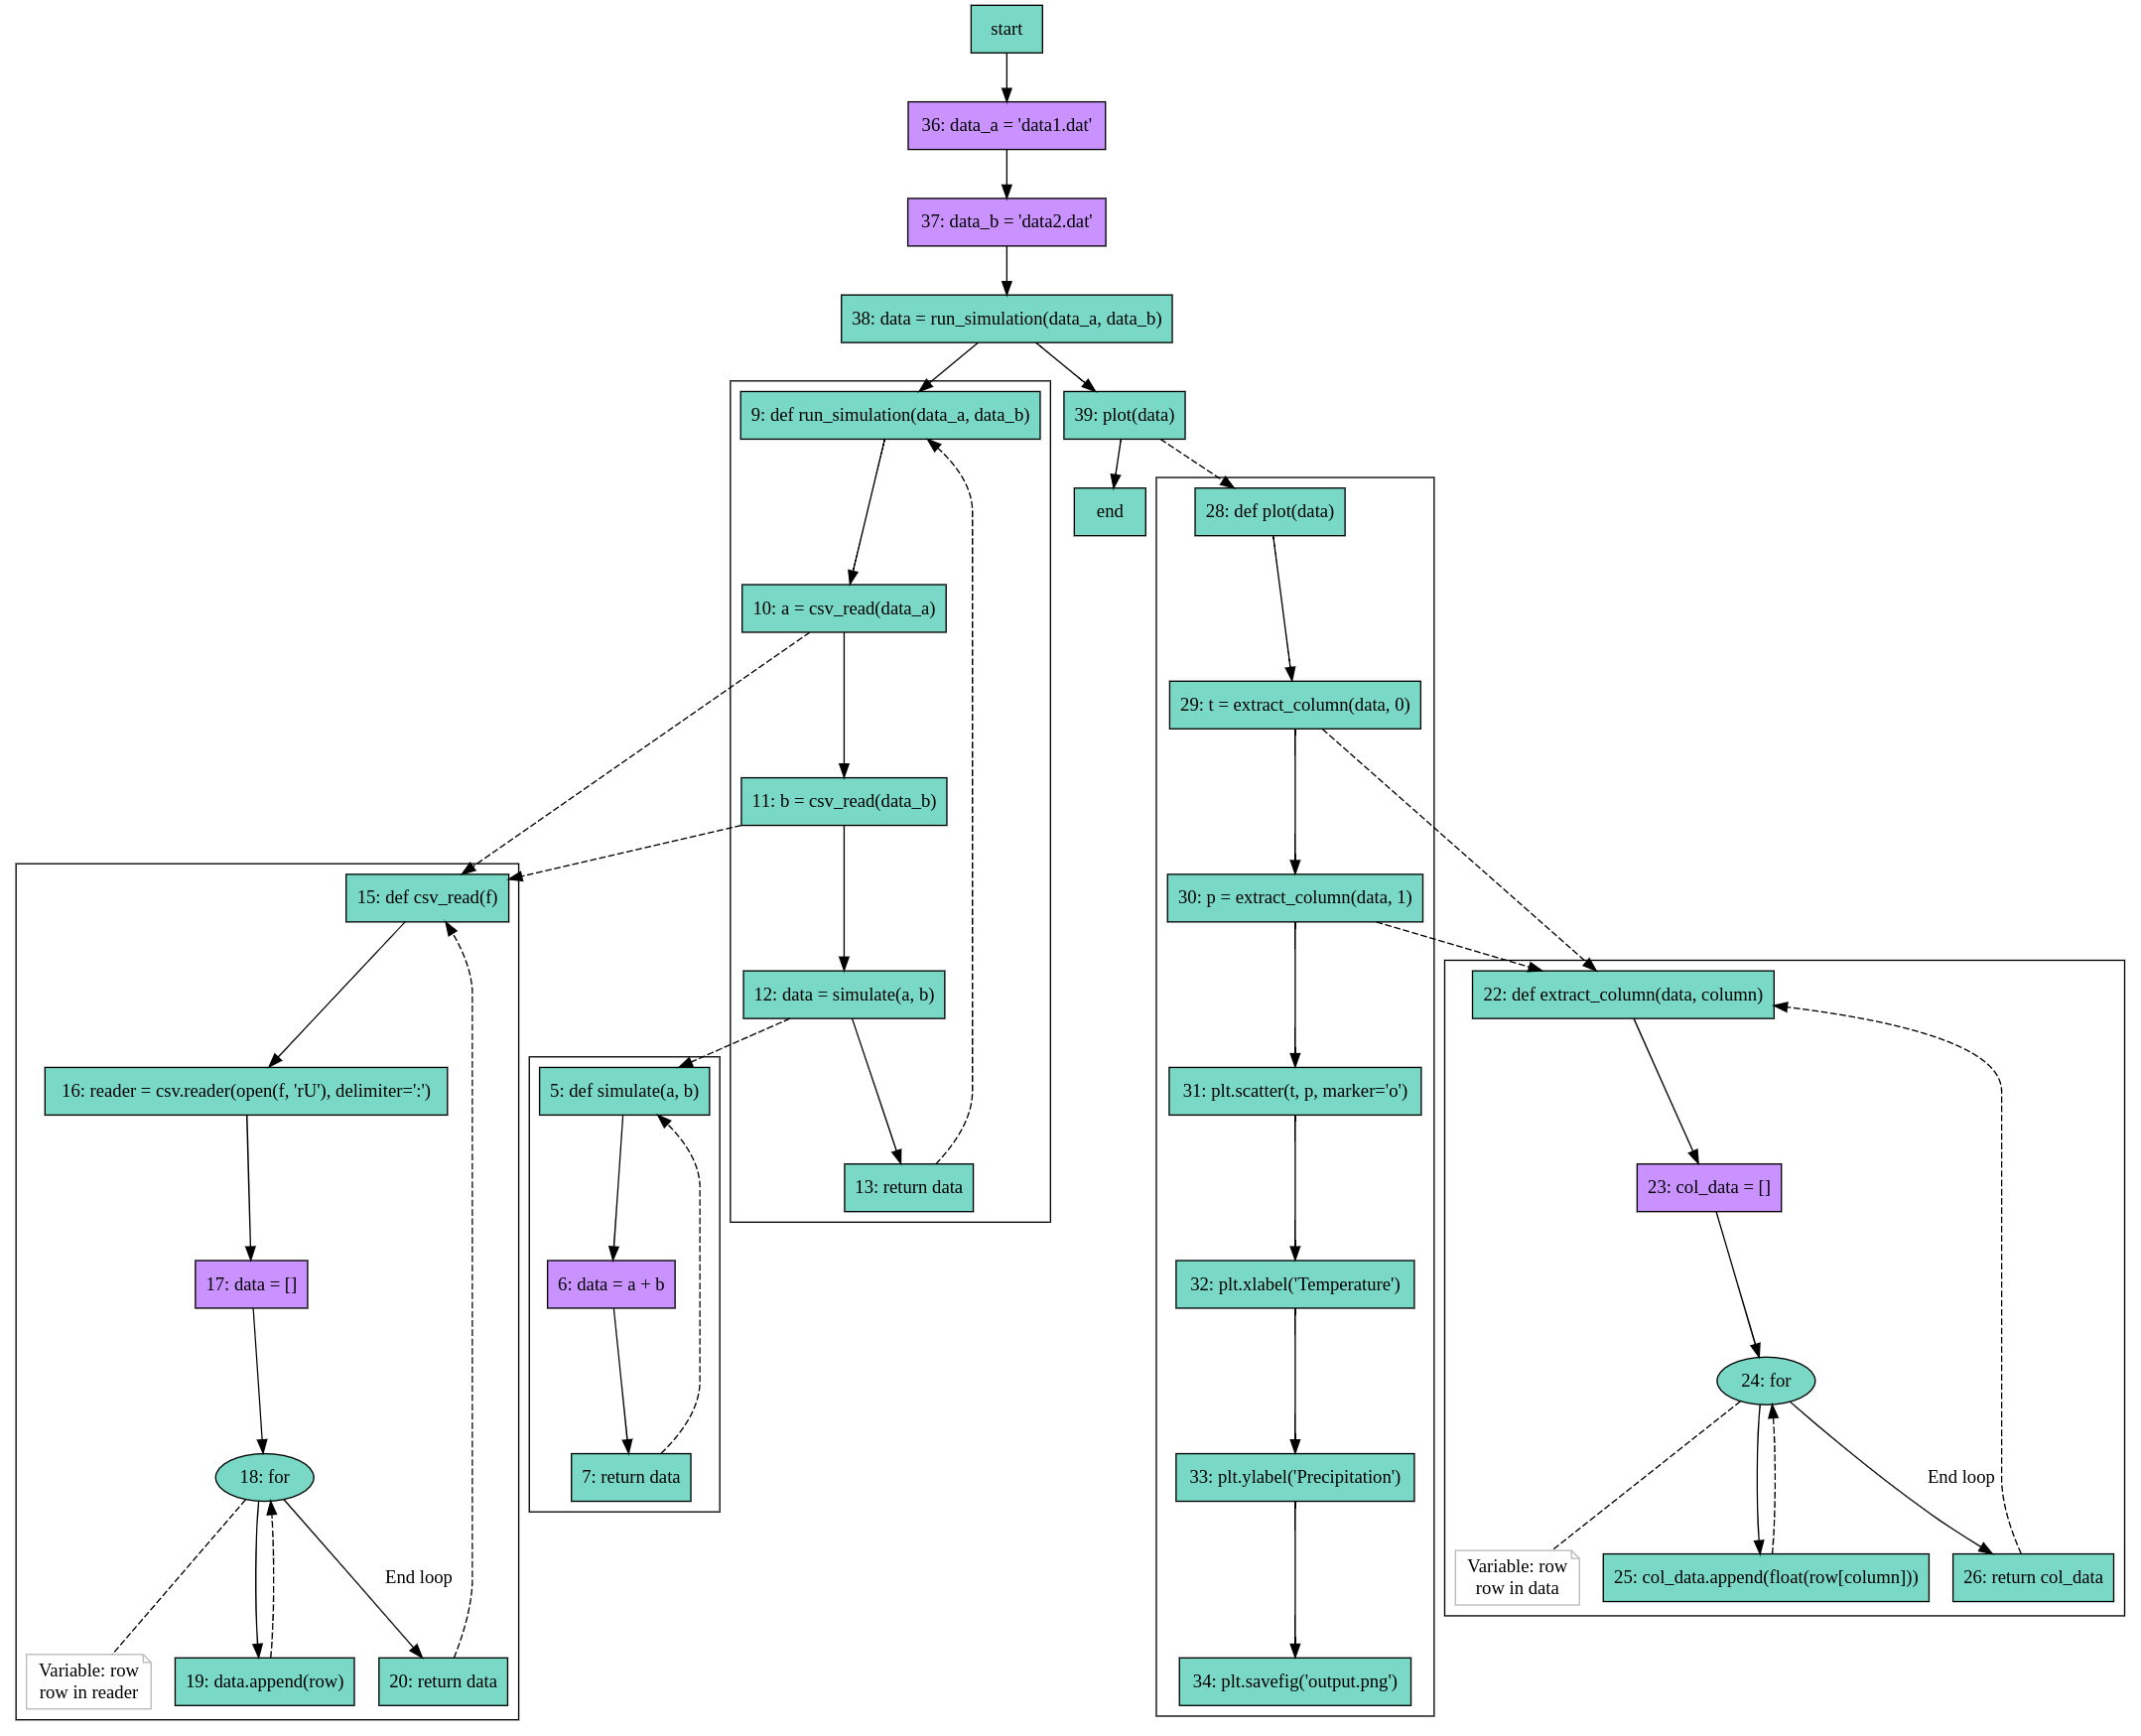 start
36: data_a = 'data1.dat'
37: data_b = 'data2.dat'
38: data = run_simulation(data_a, data_b)
9: def run_simulation(data_a, data_b)
39: plot(data)
end
28: def plot(data)
10: a = csv_read(data_a)
29: t = extract_column(data, 0)
11: b = csv_read(data_b)
15: def csv_read(f)
30: p = extract_column(data, 1)
12: data = simulate(a, b)
22: def extract_column(data, column)
16: reader = csv.reader(open(f, 'rU'), delimiter=':')
5: def simulate(a, b)
31: plt.scatter(t, p, marker='o')
13: return data
23: col_data = []
17: data = []
6: data = a + b
32: plt.xlabel('Temperature')
24: for
18: for
7: return data
33: plt.ylabel('Precipitation')
End loop
Variable: row
row in data
25: col_data.append(float(row[column]))
26: return col_data
End loop
Variable: row
row in reader
19: data.append(row)
20: return data
34: plt.savefig('output.png')